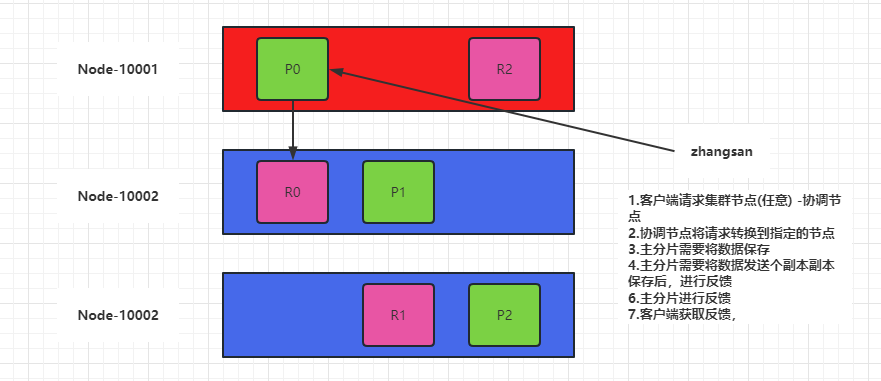 Node-10001
P0
R2
zhangsan
Node-10002
R0
P1
1.客户端请求集群节点(任意) -协调节
点
2.协调节点将请求转换到指定的节点
3.主分片需要将数据保存
4.主分片需要将数据发送个副本副本
保存后，进行反馈
6.主分片进行反馈
7.客户端获取反馈，
Node-10002
R1
P2